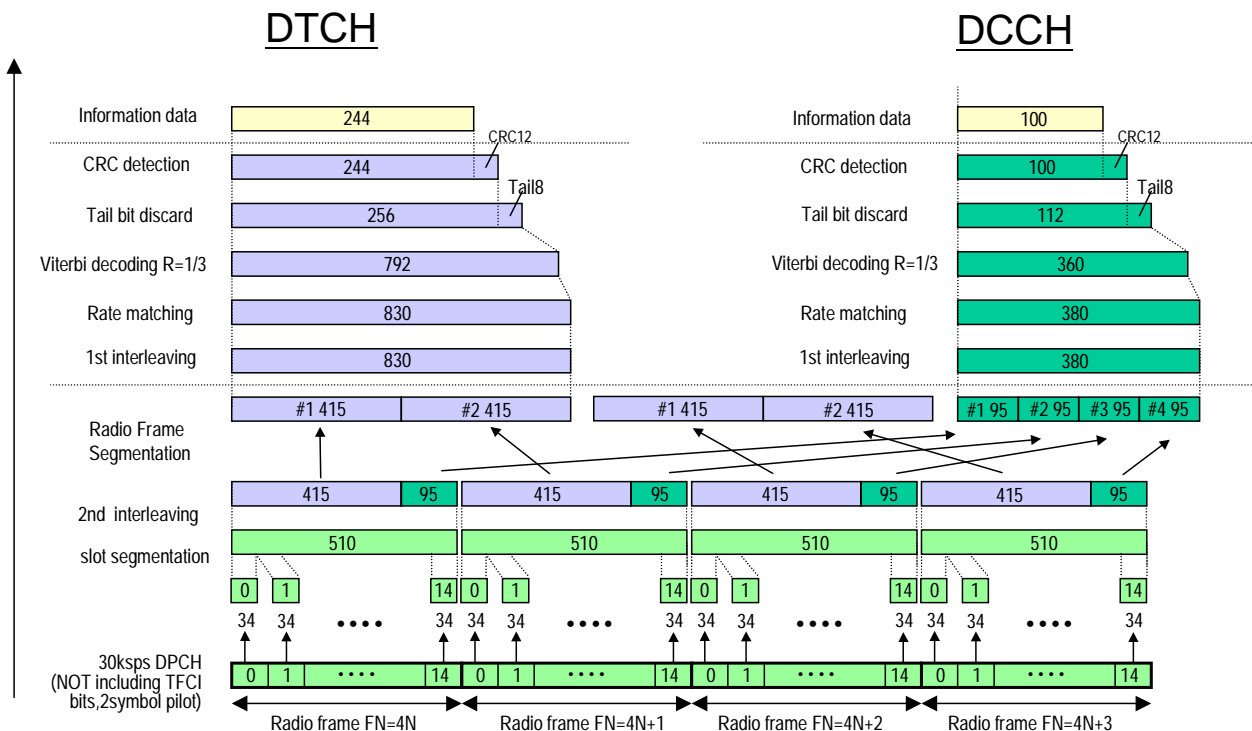 DTCH DCCH
Information data 244 Information data 100
CRC12 CRC12
CRC detection 244 CRC detection 100
Tail8 Tail8
Tail bit discard 256 Tail bit discard 112
Viterbi decoding R=1/3 792 Viterbi decoding R=1/3 360
Rate matching 830 Rate matching 380
1st interleaving 830 1st interleaving 380
#1 415 #2 415 #1 415 #2 415 #1 95 #2 95 #3 95 #4 95
Radio Frame
Segmentation
415 95 415 95 415 95 415 95
2nd interleaving
510 510 510 510
slot segmentation
0 1 14 0 1 14 0 1 14 0 1 14
34 34 •••• 34 34 34 •••• 34 34 34 •••• 34 34 34 •••• 34
30ksps DPCH
(NOT including TFCI
bits,2symbol pilot)
0 1 •••• 14 0 1 •••• 14 0 1 •••• 14 0 1 •••• 14
Radio frame FN=4N Radio frame FN=4N+1 Radio frame FN=4N+2 Radio frame FN=4N+3